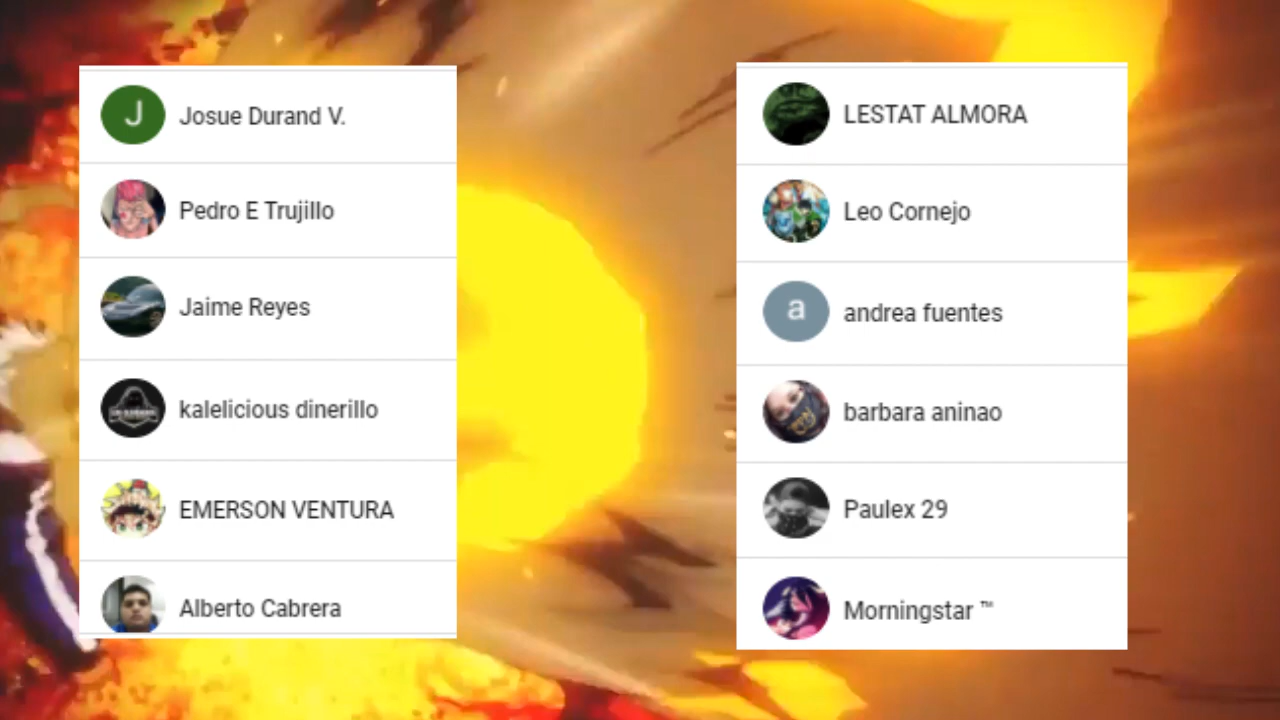 J
Josue Durand V.
Pedro E Trujillo
Jaime Reyes
kalelicious dinerillo
EMERSON VENTURA
Alberto Cabrera
LESTAT ALMORA
Leo Cornejo
a
andrea fuentes
barbara aninao
Paulex 29
Morningstar ™